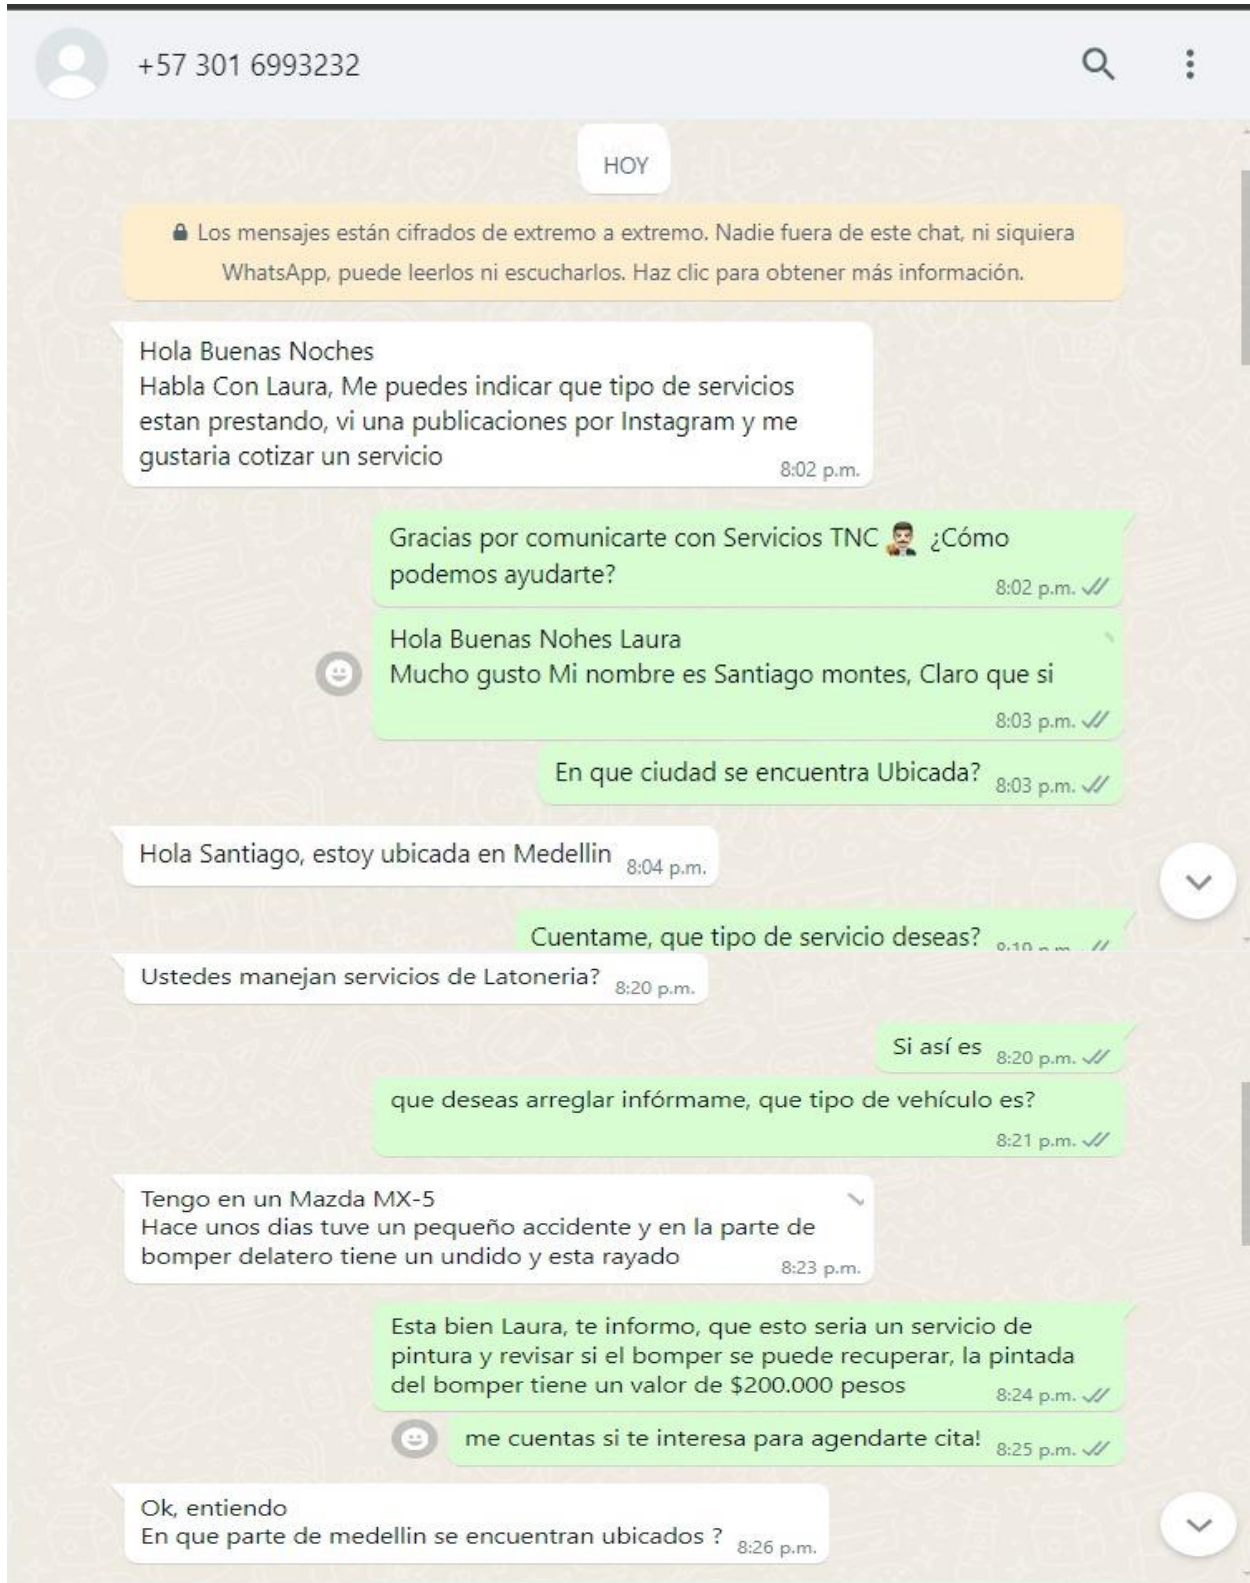 +57 301 6993232
HOY
Los mensajes están cifrados de extremo a extremo. Nadie fuera de este chat, ni siquiera
WhatsApp, puede leerlos ni escucharlos. Haz clic para obtener más información.
Hola Buenas Noches
Habla Con Laura, Me puedes indicar que tipo de servicios
estan prestando, vi una publicaciones por Instagram y me
gustaria cotizar un servicio
8:02 p.m.
Gracias por comunicarte con Servicios TNC ¿Cómo
podemos ayudarte?
8:02 p.m.
Hola Buenas Nohes Laura
Mucho gusto Mi nombre es Santiago montes, Claro que si
8:03 p.m.
En que ciudad se encuentra Ubicada? 8:03 p.m.
Hola Santiago, estoy ubicada en Medellin 8:04 p.m.
Cuentame, que tipo de servicio deseas? 8:19 p.m.
Ustedes manejan servicios de Latoneria? 8:20 p.m.
Si así es 8:20 p.m.
que deseas arreglar infórmame, que tipo de vehículo es?
8:21 p.m.
Tengo en un Mazda MX-5
Hace unos dias tuve un pequeño accidente y en la parte de
bomper delatero tiene un undido y esta rayado
8:23 p.m.
Esta bien Laura, te informo, que esto seria un servicio de
pintura y revisar si el bomper se puede recuperar, la pintada
del bomper tiene un valor de $200.000 pesos
8:24 p.m.
me cuentas si te interesa para agendarte cita! 8:25 p.m.
Ok, entiendo
En que parte de medellin se encuentran ubicados ? 8:26 p.m.